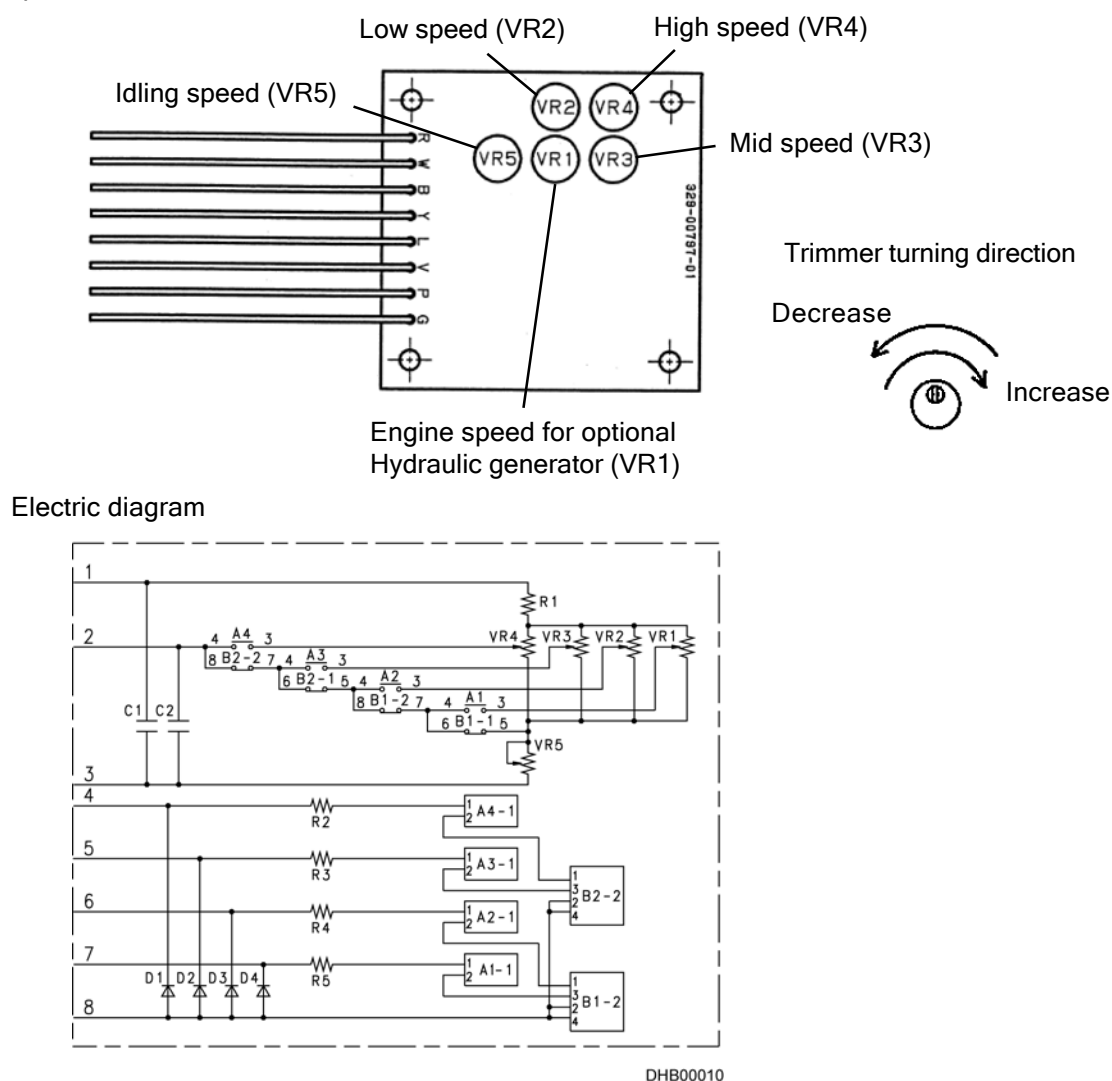 Low speed (VR2)
High speed (VR4)
Idling speed (VR5)
Mid speed (VR3)
VR2
VR4
VR5
VR1
VR3
R
W
B
Y
L
V
P
G
329-00797-01
Trimmer turning direction
Decrease
Increase
Engine speed for optional
Hydraulic generator (VR1)
Electric diagram
1
R1
2
4 A4 3
VR4 VR3 VR2 VR1
8 B2-2 7
4 A3 3
6 B2-1 5
4 A2 3
8 B1-2 7
4 A1 3
6 B1-1 5
C1 C2
VR5
3
4
R2
1
2 A4-1
5
R3
1
2 A3-1
1
3
2
4
B2-2
6
R4
1
2 A2-1
7
R5
1
2 A1-1
D1 D2 D3 D4
1
3
2
4
B1-2
8
DHB00010